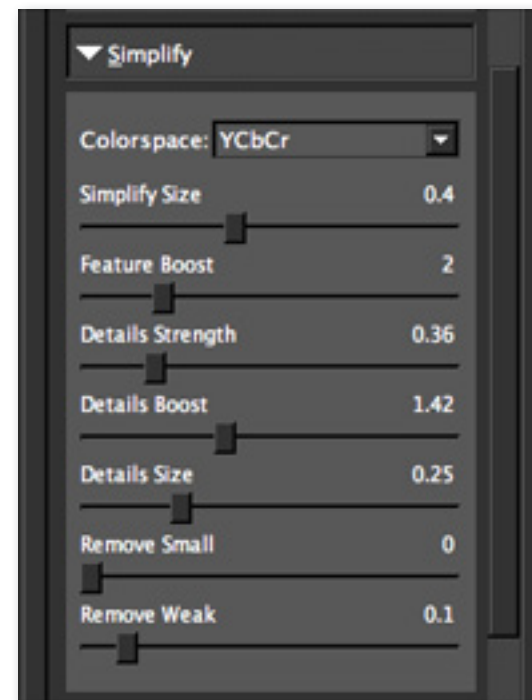 Simplify
Colorspace: YCbCr
Simplify Size 0.4
Feature Boost 2
Details Strength 0.36
Details Boost 1.42
Details Size 0.25
Remove Small 0
Remove Weak 0.1